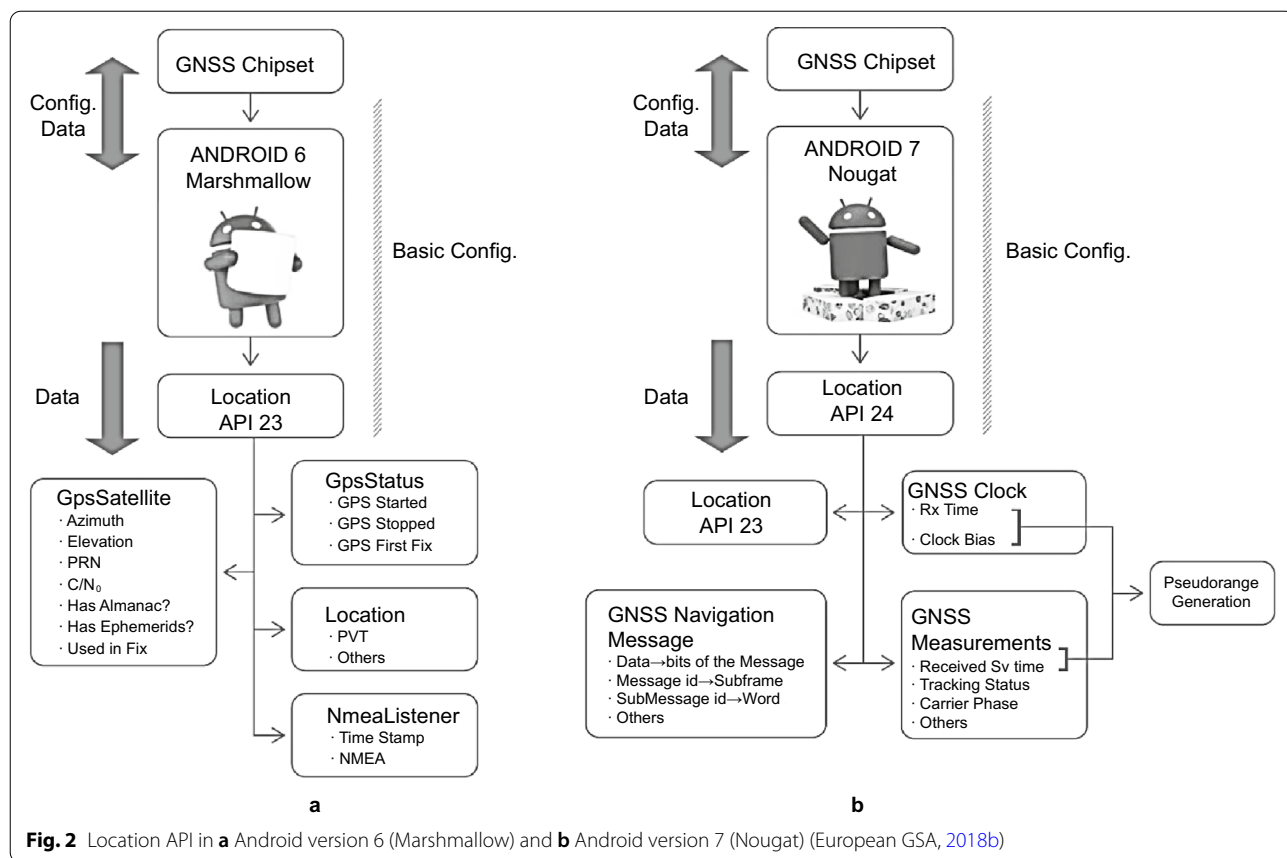 GNSS Chipset
Config.
Data
ANDROID 6
Marshmallow
Basic Config.
Data
Location
API 23
GpsSatellite
· Azimuth
· Elevation
· PRN
· C/N₀
· Has Almanac?
· Has Ephemerids?
· Used in Fix
GpsStatus
· GPS Started
· GPS Stopped
· GPS First Fix
Location
· PVT
· Others
NmeaListener
· Time Stamp
· NMEA
a
GNSS Chipset
Config.
Data
ANDROID 7
Nougat
Basic Config.
Data
Location
API 24
Location
API 23
GNSS Clock
· Rx Time
· Clock Bias
Pseudorange
Generation
GNSS Navigation
Message
· Data→bits of the Message
· Message id→Subframe
· SubMessage id→Word
· Others
GNSS
Measurements
· Received Sv time
· Tracking Status
· Carrier Phase
· Others
b
Fig. 2 Location API in a Android version 6 (Marshmallow) and b Android version 7 (Nougat) (European GSA, 2018b)